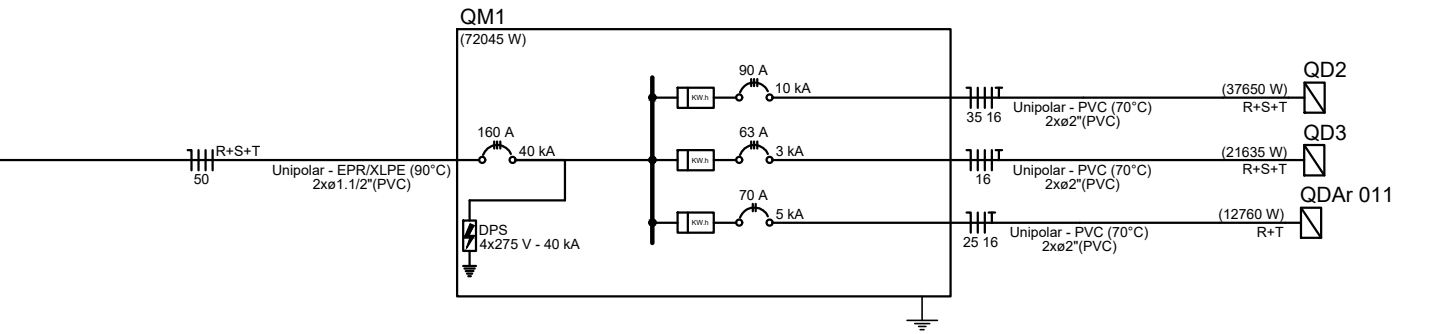 QM1
(72045 W)
R+S+T
50
Unipolar - EPR/XLPE (90°C)
2xø1.1/2"(PVC)
160 A
40 kA
DPS
4x275 V - 40 kA
KW.h
90 A
10 kA
35 16
Unipolar - PVC (70°C)
2xø2"(PVC)
(37650 W)
R+S+T
QD2
KW.h
63 A
3 kA
16
Unipolar - PVC (70°C)
2xø2"(PVC)
(21635 W)
R+S+T
QD3
KW.h
70 A
5 kA
25 16
Unipolar - PVC (70°C)
2xø2"(PVC)
(12760 W)
R+T
QDAr 011